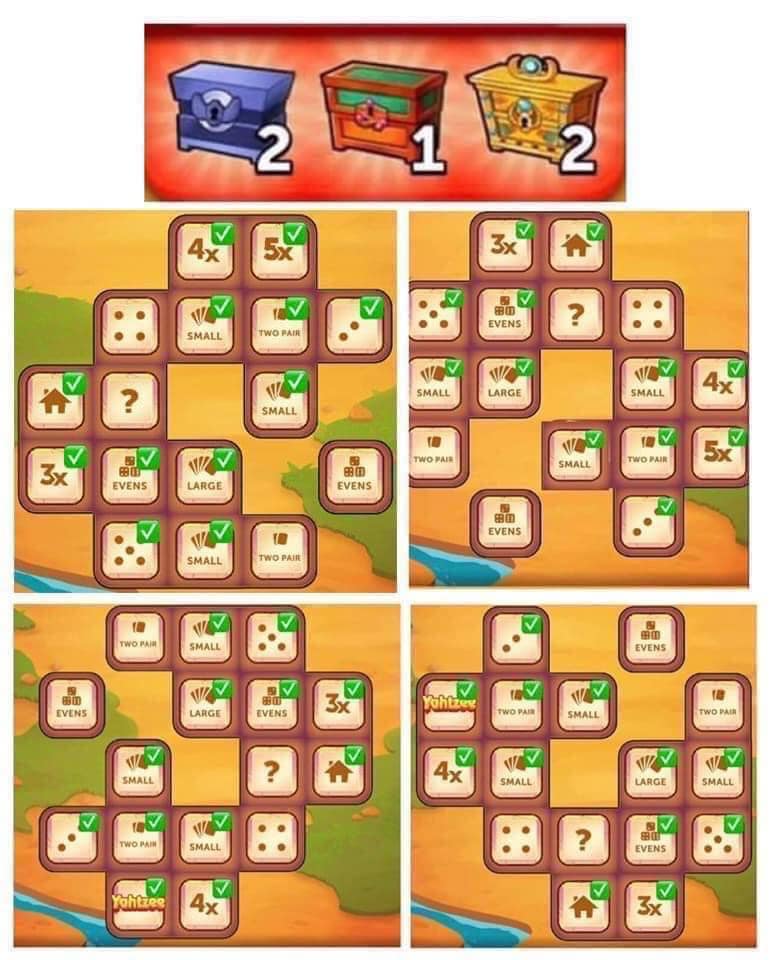 2 1 2
4x 5x
SMALL TWO PAIR
? SMALL
3x EVENS LARGE EVENS
SMALL TWO PAIR
3x
EVENS ?
SMALL LARGE SMALL 4x
TWO PAIR SMALL TWO PAIR 5x
EVENS
TWO PAIR SMALL
EVENS LARGE EVENS 3x
SMALL ?
TWO PAIR SMALL
Yahtzee 4x
EVENS
Yahtzee TWO PAIR SMALL TWO PAIR
4x SMALL LARGE SMALL
? EVENS
3x